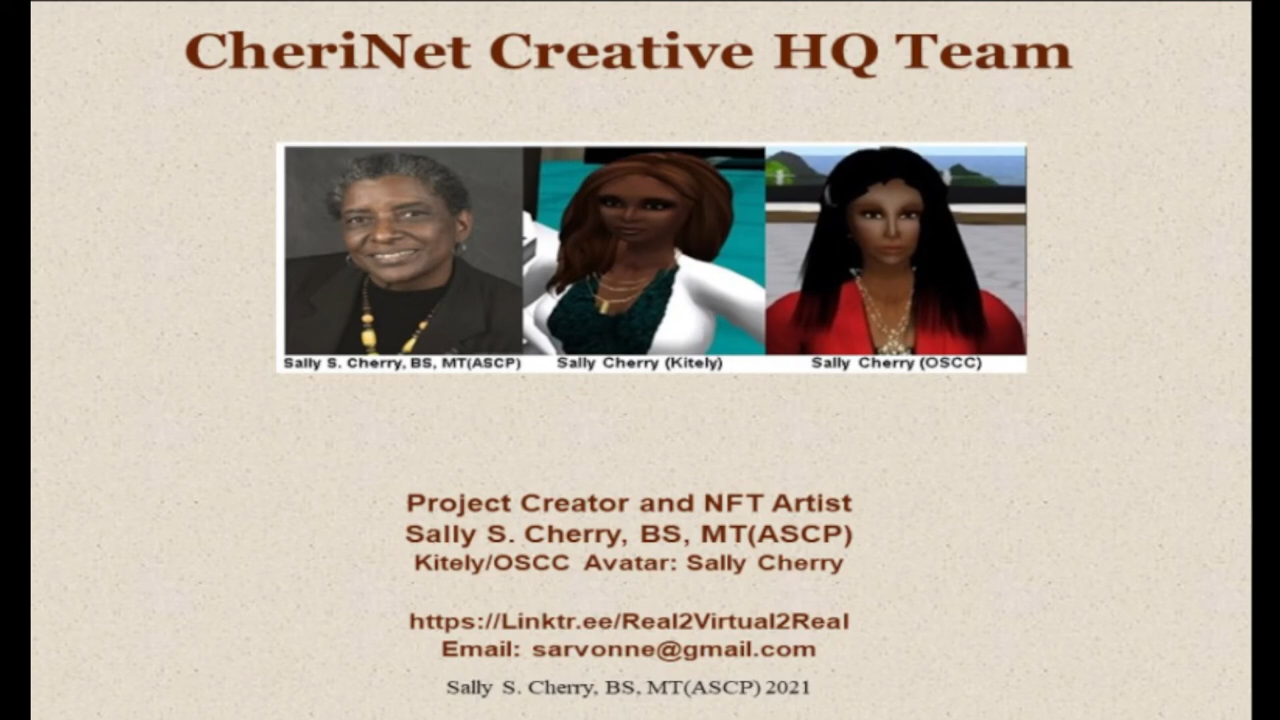 CheriNet Creative HQ Team
Sally S. Cherry, BS, MT(ASCP) Sally Cherry (Kitely) Sally Cherry (OSCC)
Project Creator and NFT Artist
Sally S. Cherry, BS, MT(ASCP)
Kitely/OSCC Avatar: Sally Cherry
https://Linktr.ee/Real2Virtual2Real
Email: sarvonne@gmail.com
Sally S. Cherry, BS, MT(ASCP) 2021